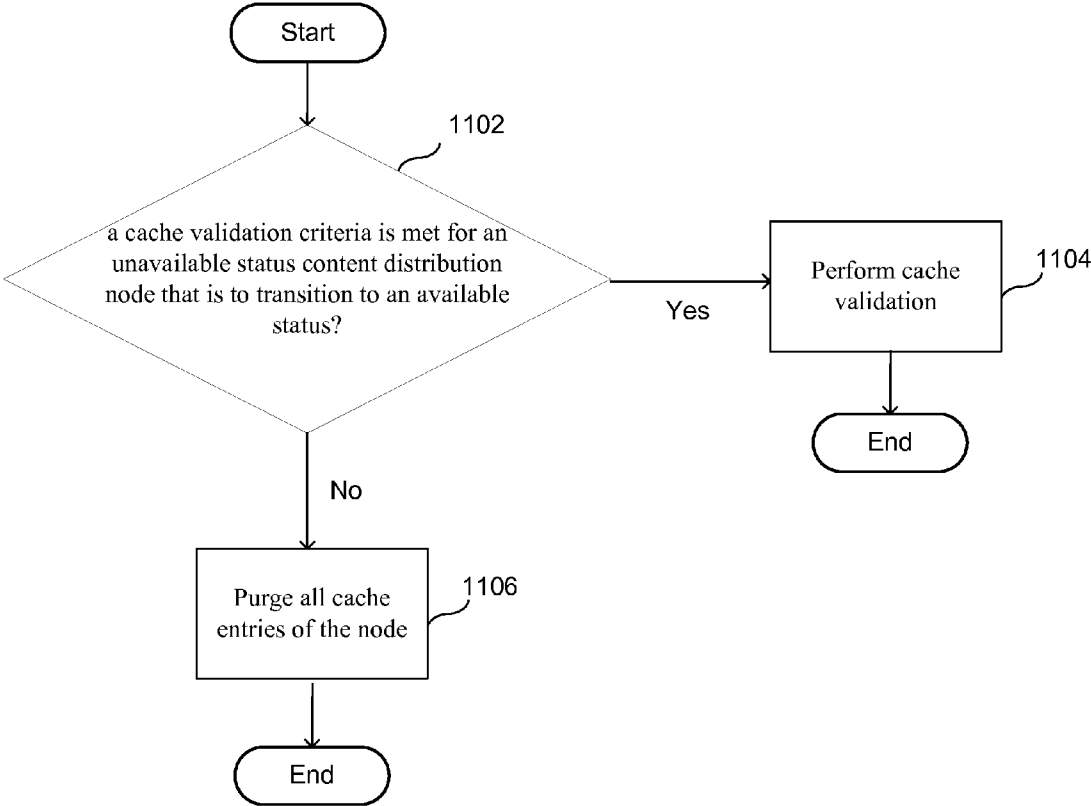 Start
1102
a cache validation criteria is met for an
unavailable status content distribution
node that is to transition to an available
status?
Yes
Perform cache
validation
1104
End
No
Purge all cache
entries of the node
1106
End